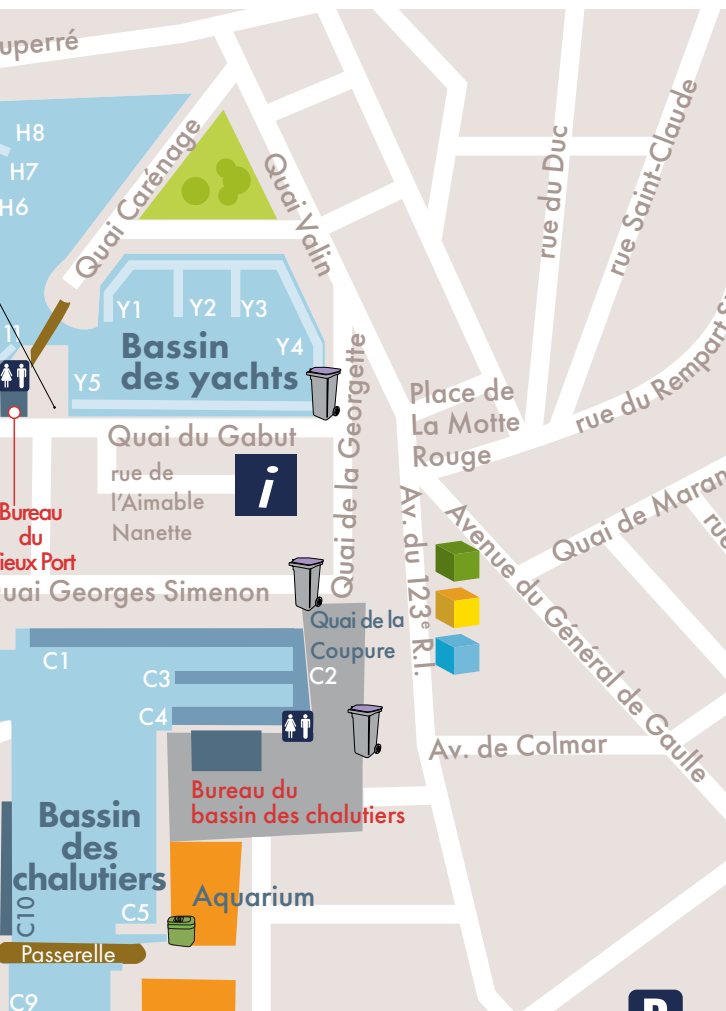 uperré
H8
H7
H6
11
Quai Carénage
Quai Valin
rue du Duc
rue Saint-Claude
Y1
Y2
Y3
Y4
Y5
Bassin
des yachts
Quai de la Georgette
Place de
La Motte
Rouge
rue du Rempart s
Quai du Gabut
rue de
l'Aimable
Nanette
i
Bureau
du
ieux Port
uai Georges Simenon
Av. du 123e R.I.
Avenue du Général de Gaulle
Quai de Maran
rue
Quai de la
Coupure
C1
C2
C3
C4
Av. de Colmar
Bureau du
bassin des chalutiers
Bassin
des
chalutiers
Aquarium
C10
C5
Passerelle
C9
P